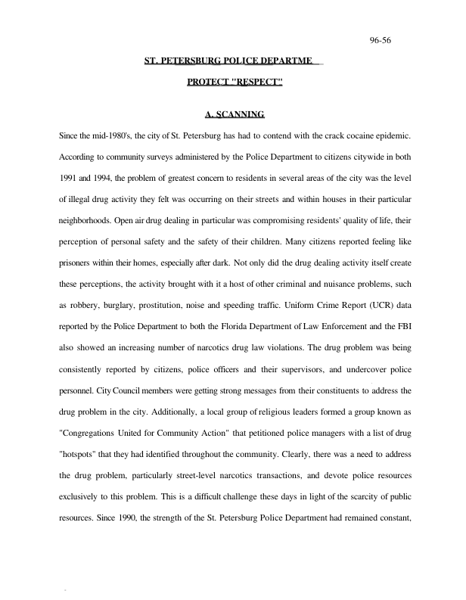 96-56
ST. PETERSBURG POLICE DEPARTME
PROTECT "RESPECT"
A. SCANNING
Since the mid-1980's, the city of St. Petersburg has had to contend with the crack cocaine epidemic.
According to community surveys administered by the Police Department to citizens citywide in both
1991 and 1994, the problem of greatest concern to residents in several areas of the city was the level
of illegal drug activity they felt was occurring on their streets and within houses in their particular
neighborhoods. Open air drug dealing in particular was compromising residents' quality of life, their
perception of personal safety and the safety of their children. Many citizens reported feeling like
prisoners within their homes, especially after dark. Not only did the drug dealing activity itself create
these perceptions, the activity brought with it a host of other criminal and nuisance problems, such
as robbery, burglary, prostitution, noise and speeding traffic. Uniform Crime Report (UCR) data
reported by the Police Department to both the Florida Department of Law Enforcement and the FBI
also showed an increasing number of narcotics drug law violations. The drug problem was being
consistently reported by citizens, police officers and their supervisors, and undercover police
personnel. City Council members were getting strong messages from their constituents to address the
drug problem in the city. Additionally, a local group of religious leaders formed a group known as
"Congregations United for Community Action" that petitioned police managers with a list of drug
"hotspots" that they had identified throughout the community. Clearly, there was a need to address
the drug problem, particularly street-level narcotics transactions, and devote police resources
exclusively to this problem. This is a difficult challenge these days in light of the scarcity of public
resources. Since 1990, the strength of the St. Petersburg Police Department had remained constant,